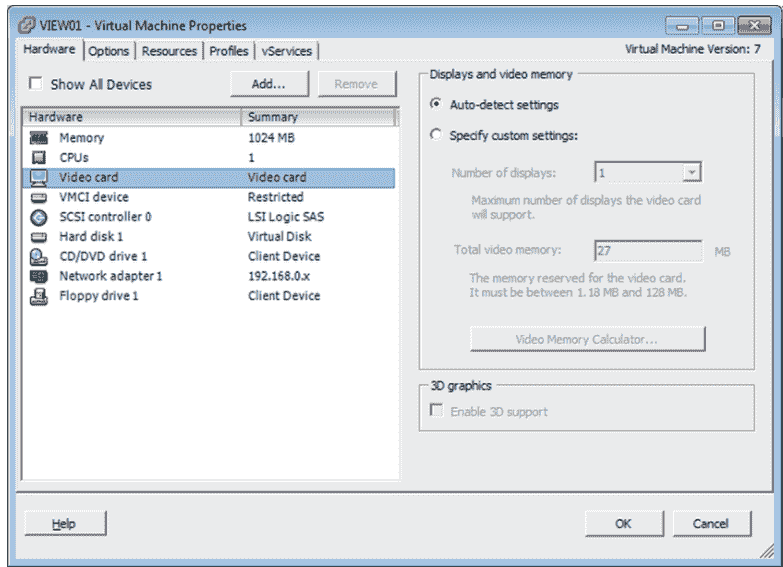 VIEW01 - Virtual Machine Properties
Hardware Options Resources Profiles vServices Virtual Machine Version: 7
Show All Devices Add... Remove
Hardware Summary
Memory 1024 MB
CPUs 1
Video card Video card
VMCI device Restricted
SCSI controller 0 LSI Logic SAS
Hard disk 1 Virtual Disk
CD/DVD drive 1 Client Device
Network adapter 1 192.168.0.x
Floppy drive 1 Client Device
Displays and video memory
Auto-detect settings
Specify custom settings:
Number of displays: 1
Maximum number of displays the video card
will support.
Total video memory: 27 MB
The memory reserved for the video card.
It must be between 1.18 MB and 128 MB.
Video Memory Calculator...
3D graphics
Enable 3D support
Help OK Cancel